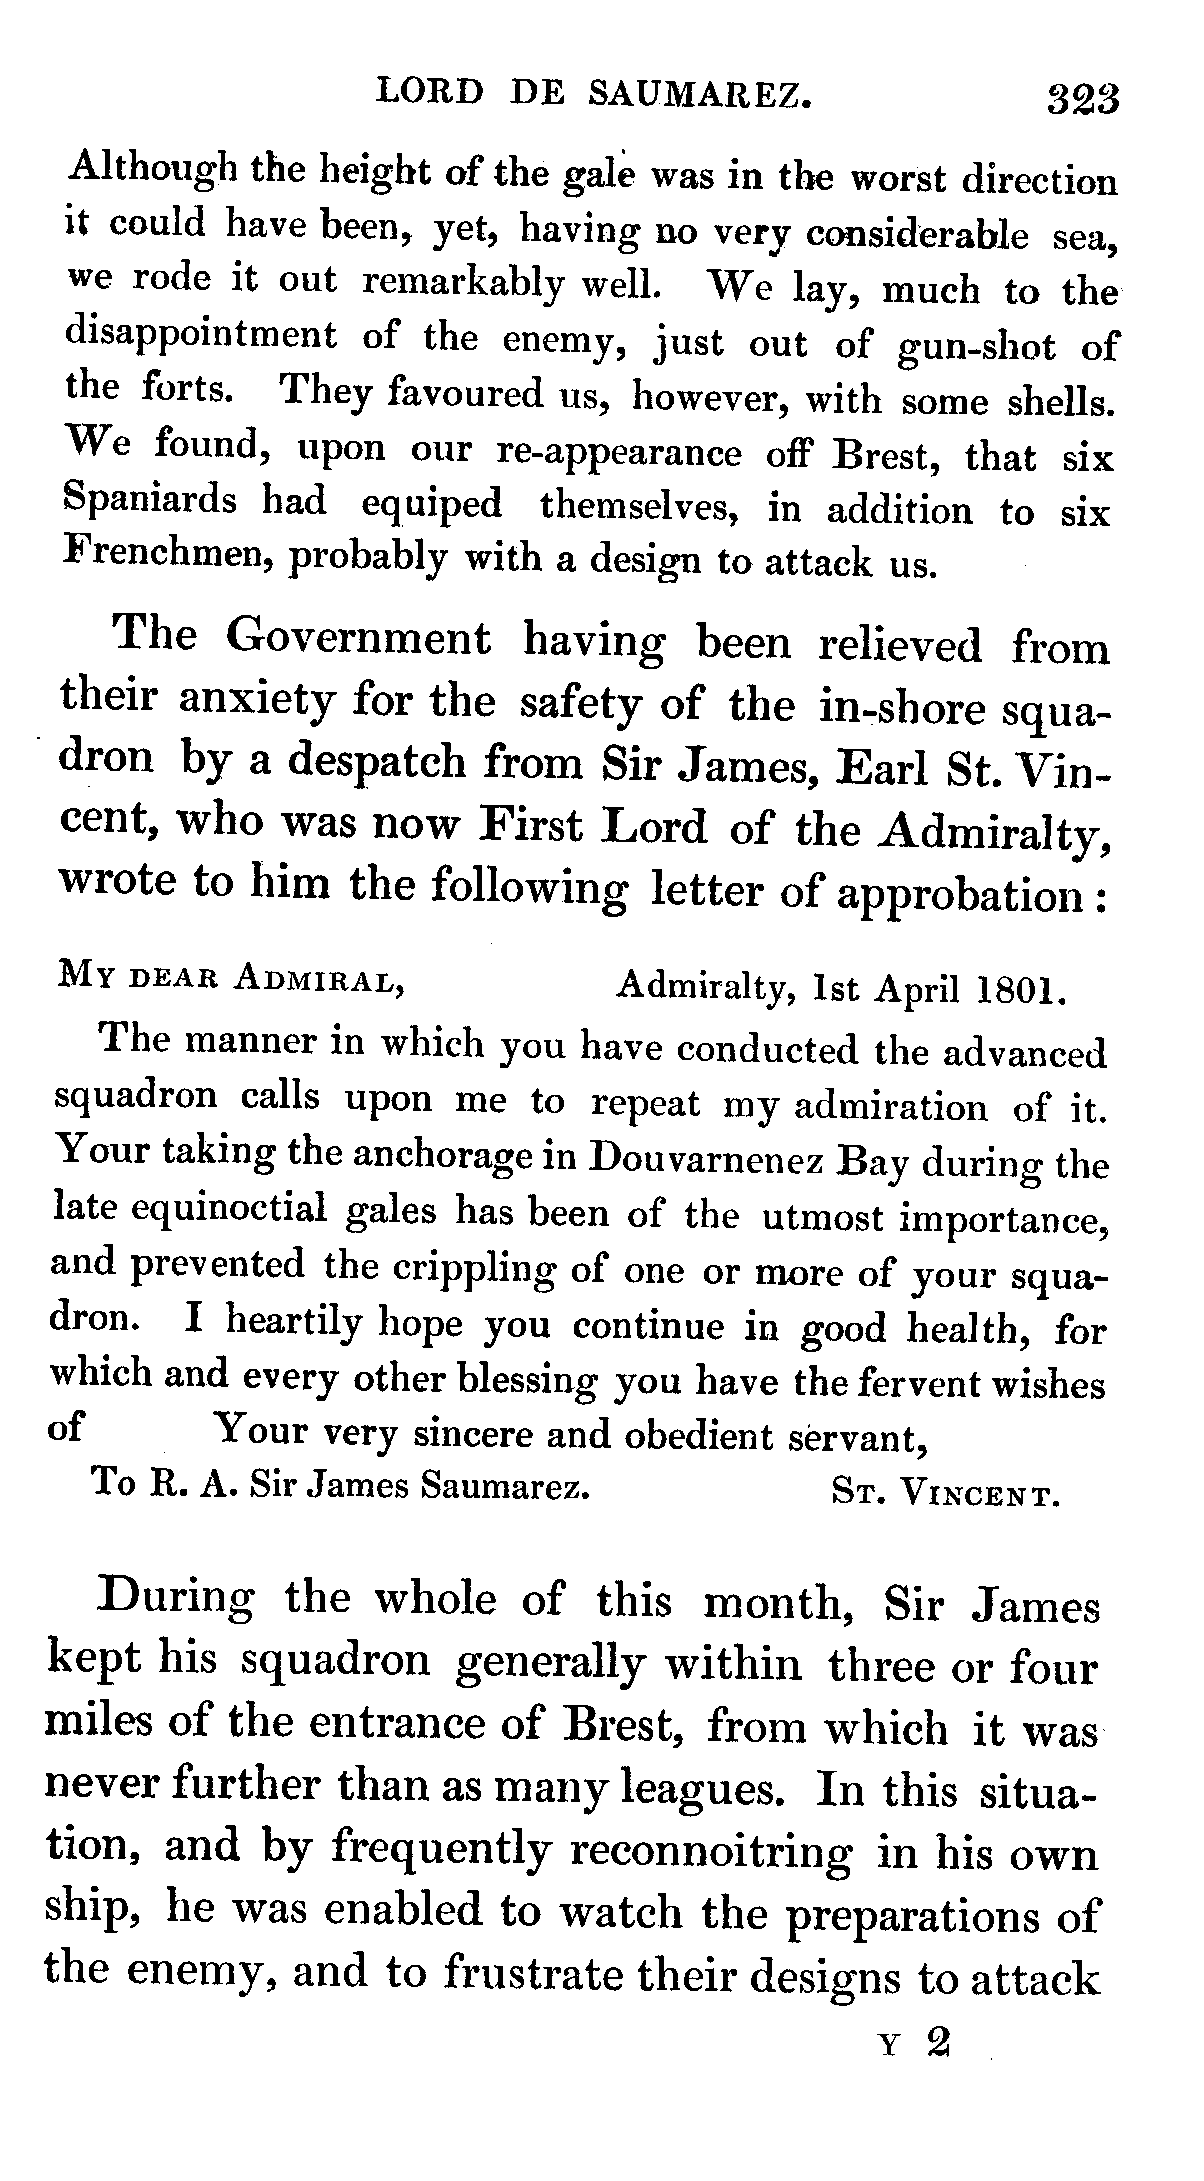 LORD DE SAUMAREZ. 323
Although the height of the gale was in the worst direction
it could have been, yet, having no very considerable sea,
we rode it out remarkably well. We lay, much to the
disappointment of the enemy, just out of gun-shot of
the forts. They favoured us, however, with some shells.
We found, upon our re-appearance off Brest, that six
Spaniards had equiped themselves, in addition to six
Frenchmen, probably with a design to attack us.
The Government having been relieved from
their anxiety for the safety of the in-shore squa-
dron by a despatch from Sir James, Earl St. Vin-
cent, who was now First Lord of the Admiralty,
wrote to him the following letter of approbation :
MY DEAR ADMIRAL, Admiralty, 1st April 1801.
The manner in which you have conducted the advanced
squadron calls upon me to repeat my admiration of it.
Your taking the anchorage in Douvarnenez Bay during the
late equinoctial gales has been of the utmost importance,
and prevented the crippling of one or more of your squa-
dron. I heartily hope you continue in good health, for
which and every other blessing you have the fervent wishes
of Your very sincere and obedient servant,
To R. A. Sir James Saumarez. ST. VINCENT.
During the whole of this month, Sir James
kept his squadron generally within three or four
miles of the entrance of Brest, from which it was
never further than as many leagues. In this situa-
tion, and by frequently reconnoitring in his own
ship, he was enabled to watch the preparations of
the enemy, and to frustrate their designs to attack
Y 2